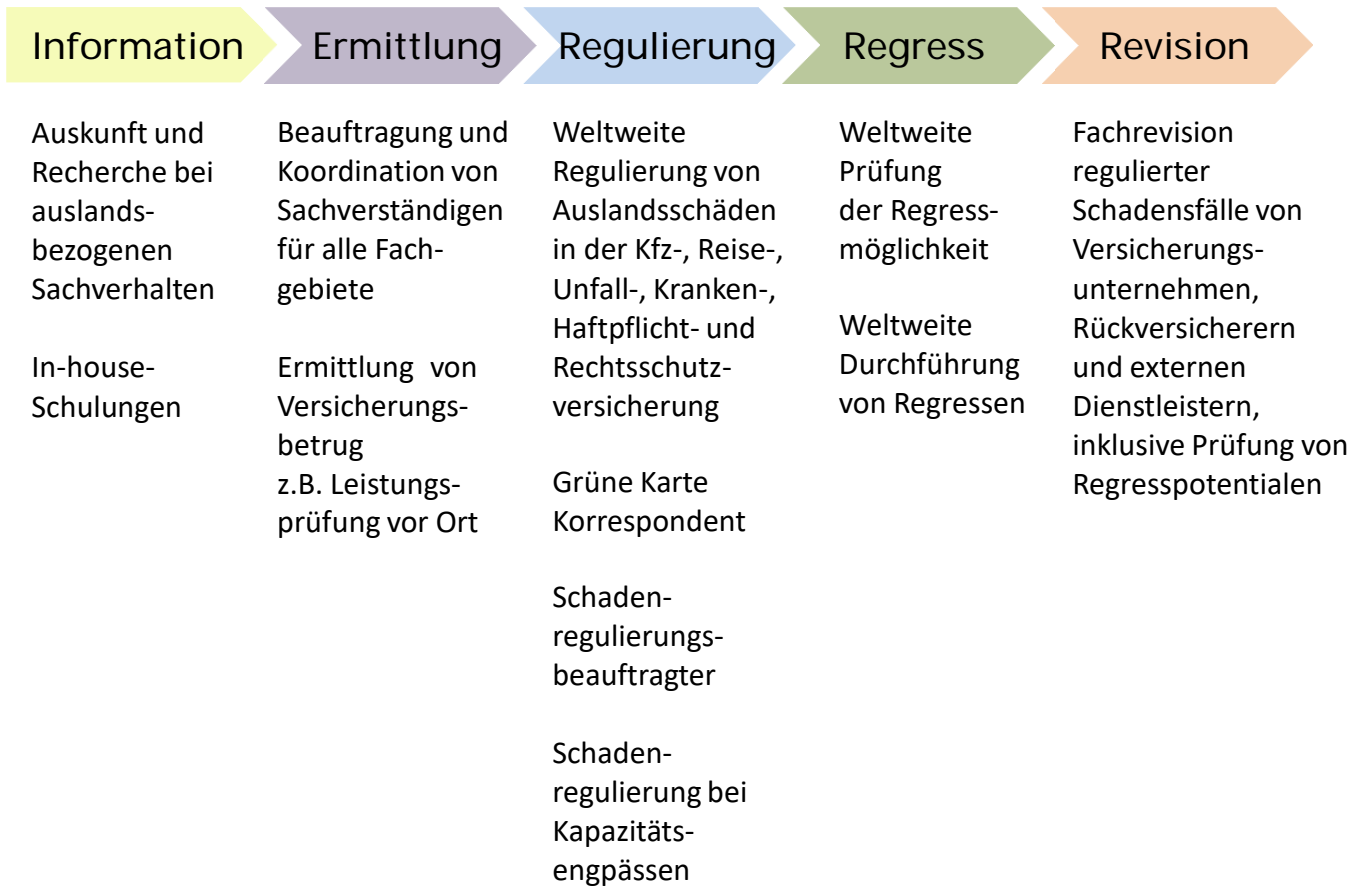 Information
Ermittlung
Regulierung
Regress
Revision
Auskunft und
Recherche bei
auslands-
bezogenen
Sachverhalten
In-house-
Schulungen
Beauftragung und
Koordination von
Sachverständigen
für alle Fach-
gebiete
Ermittlung von
Versicherungs-
betrug
z.B. Leistungs-
prüfung vor Ort
Weltweite
Regulierung von
Auslandsschäden
in der Kfz-, Reise-,
Unfall-, Kranken-,
Haftpflicht- und
Rechtsschutz-
versicherung
Grüne Karte
Korrespondent
Schaden-
regulierungs-
beauftragter
Schaden-
regulierung bei
Kapazitäts-
engpässen
Weltweite
Prüfung
der Regress-
möglichkeit
Weltweite
Durchführung
von Regressen
Fachrevision
regulierter
Schadensfälle von
Versicherungs-
unternehmen,
Rückversicherern
und externen
Dienstleistern,
inklusive Prüfung von
Regresspotentialen